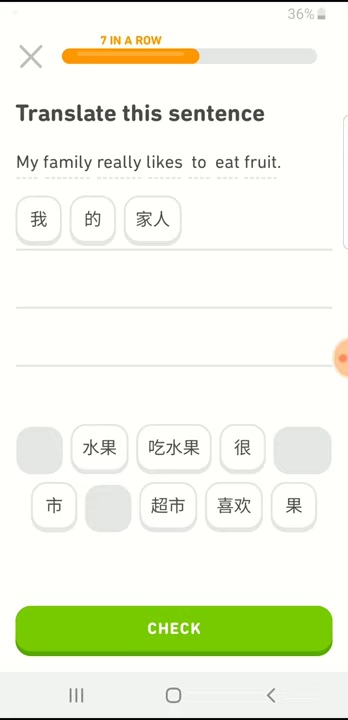 36%
7 IN A ROW
Translate this sentence
My family really likes to eat fruit.
我 的 家人
水果 吃水果 很
市 超市 喜欢 果
CHECK